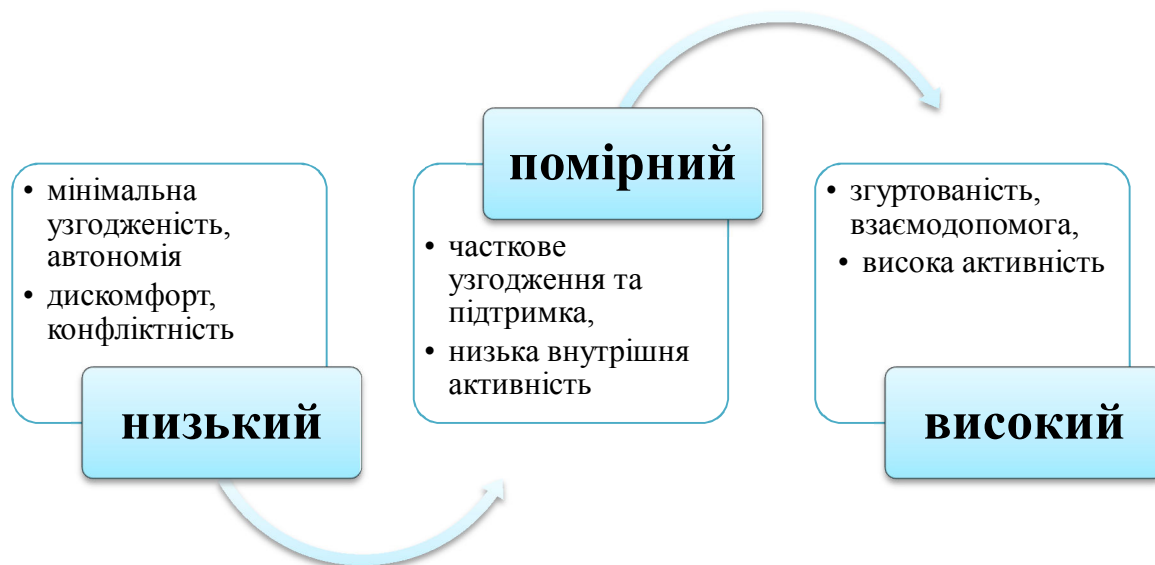 • мінімальна
узгодженість,
автономія
• дискомфорт,
конфліктність
низький
помірний
• часткове
узгодження та
підтримка,
• низька внутрішня
активність
• згуртованість,
взаємодопомога,
• висока активність
високий